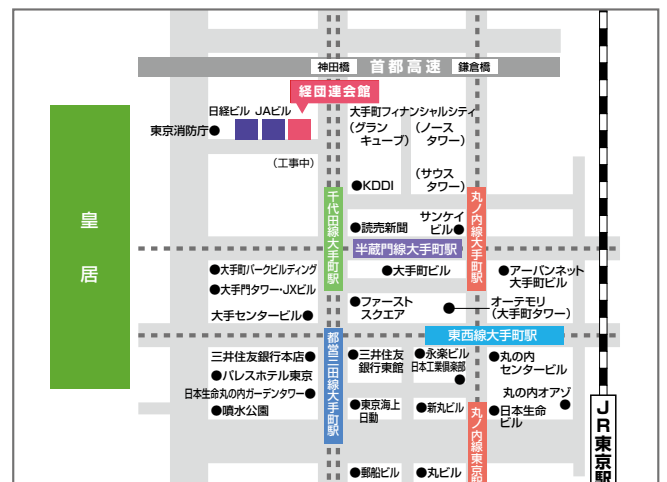 神田橋
首都高速
鎌倉橋
経団連会館
日経ビル JAビル
大手町フィナンシャルシティ
東京消防庁●
(グラン
キューブ)
(ノース
タワー)
(工事中)
(サウス
タワー)
●KDDI
千代田線大手町駅
丸ノ内線大手町駅
●読売新聞
サンケイ
ビル●
皇居
半蔵門線大手町駅
●大手町パークビルディング
●大手町ビル
●アーバンネット
大手町ビル
●大手門タワー・JXビル
●ファースト
スクエア
オーテモリ
(大手町タワー)
大手センタービル●
東西線大手町駅
都営三田線大手町駅
三井住友銀行本店●
●三井住友
銀行東館
●永楽ビル
日本工業倶楽部
●丸の内
センタービル
●パレスホテル東京
日本生命丸の内ガーデンタワー●
丸の内オアゾ
●噴水公園
●東京海上
日動
●新丸ビル
丸ノ内線東京駅
●日本生命
ビル
JR東京駅
●郵船ビル
●丸ビル